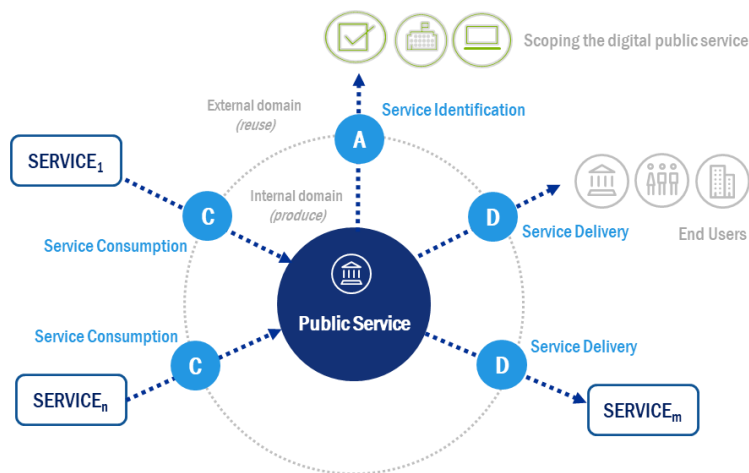 Scoping the digital public service
External domain
(reuse)
Service Identification
A
SERVICE1
Internal domain
(produce)
C
D
Service Consumption
Service Delivery
End Users
Public Service
Service Consumption
Service Delivery
C
D
SERVICEn
SERVICEm